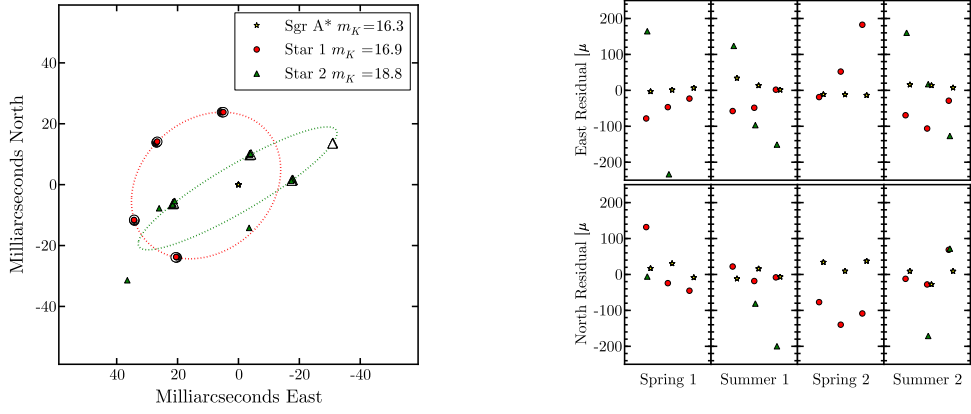 Sgr A* m_K=16.3
Star 1 m_K=16.9
Star 2 m_K=18.8
40
20
0
-20
-40
40
20
0
-20
-40
Milliarcseconds North
Milliarcseconds East
200
100
0
-100
-200
East Residual [μ
100
0
-100
-200
North Residual [μ
Spring 1
Summer 1
Spring 2
Summer 2